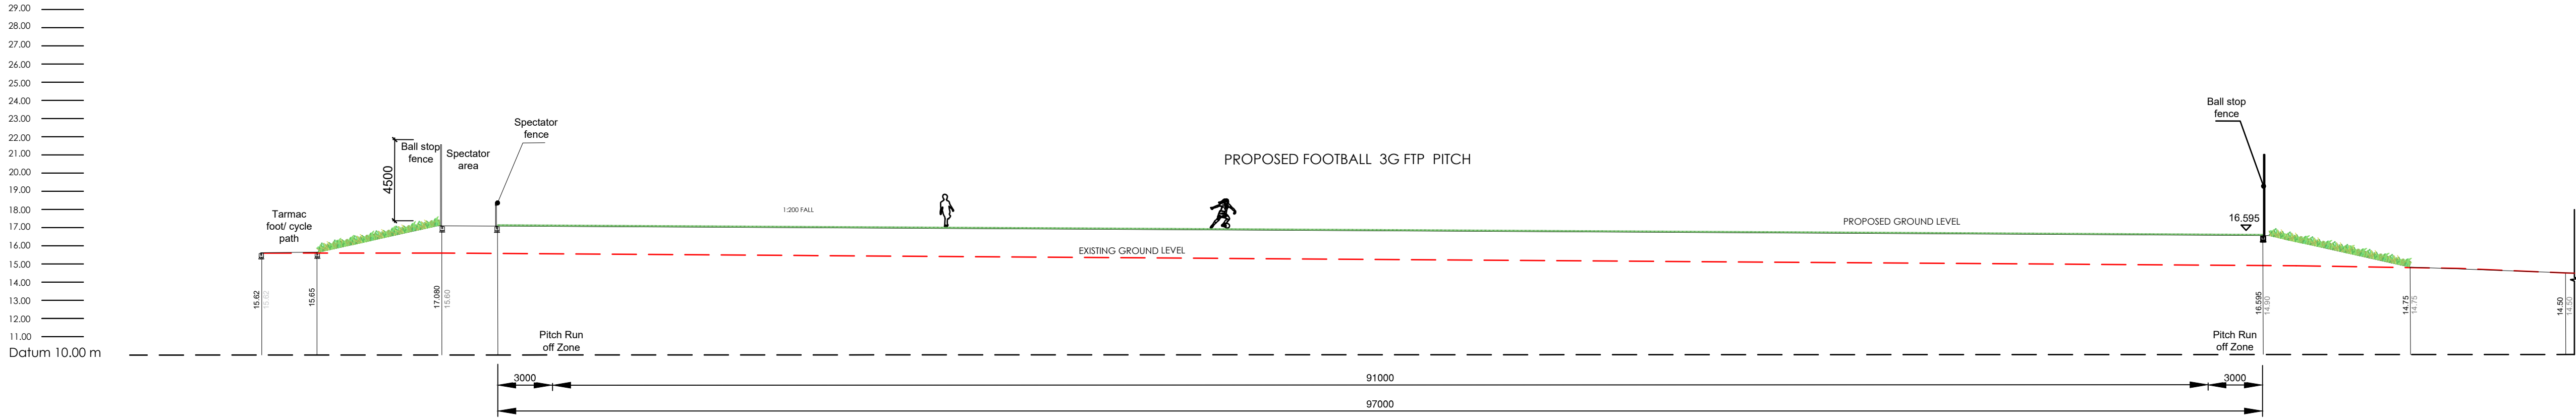 29.00
28.00
27.00
26.00
25.00
24.00
23.00
22.00
21.00
20.00
19.00
18.00
17.00
16.00
15.00
14.00
13.00
12.00
11.00
Datum 10.00 m
Tarmac
foot/ cycle
path
4500
Ball stop
fence
Spectator
area
Spectator
fence
1:200 FALL
PROPOSED FOOTBALL 3G FTP PITCH
EXISTING GROUND LEVEL
PROPOSED GROUND LEVEL
Ball stop
fence
16.595
15.62
15.62
15.65
17.080
15.60
16.595
14.90
14.75
14.75
14.50
14.50
Pitch Run
off Zone
Pitch Run
off Zone
3000
91000
3000
97000